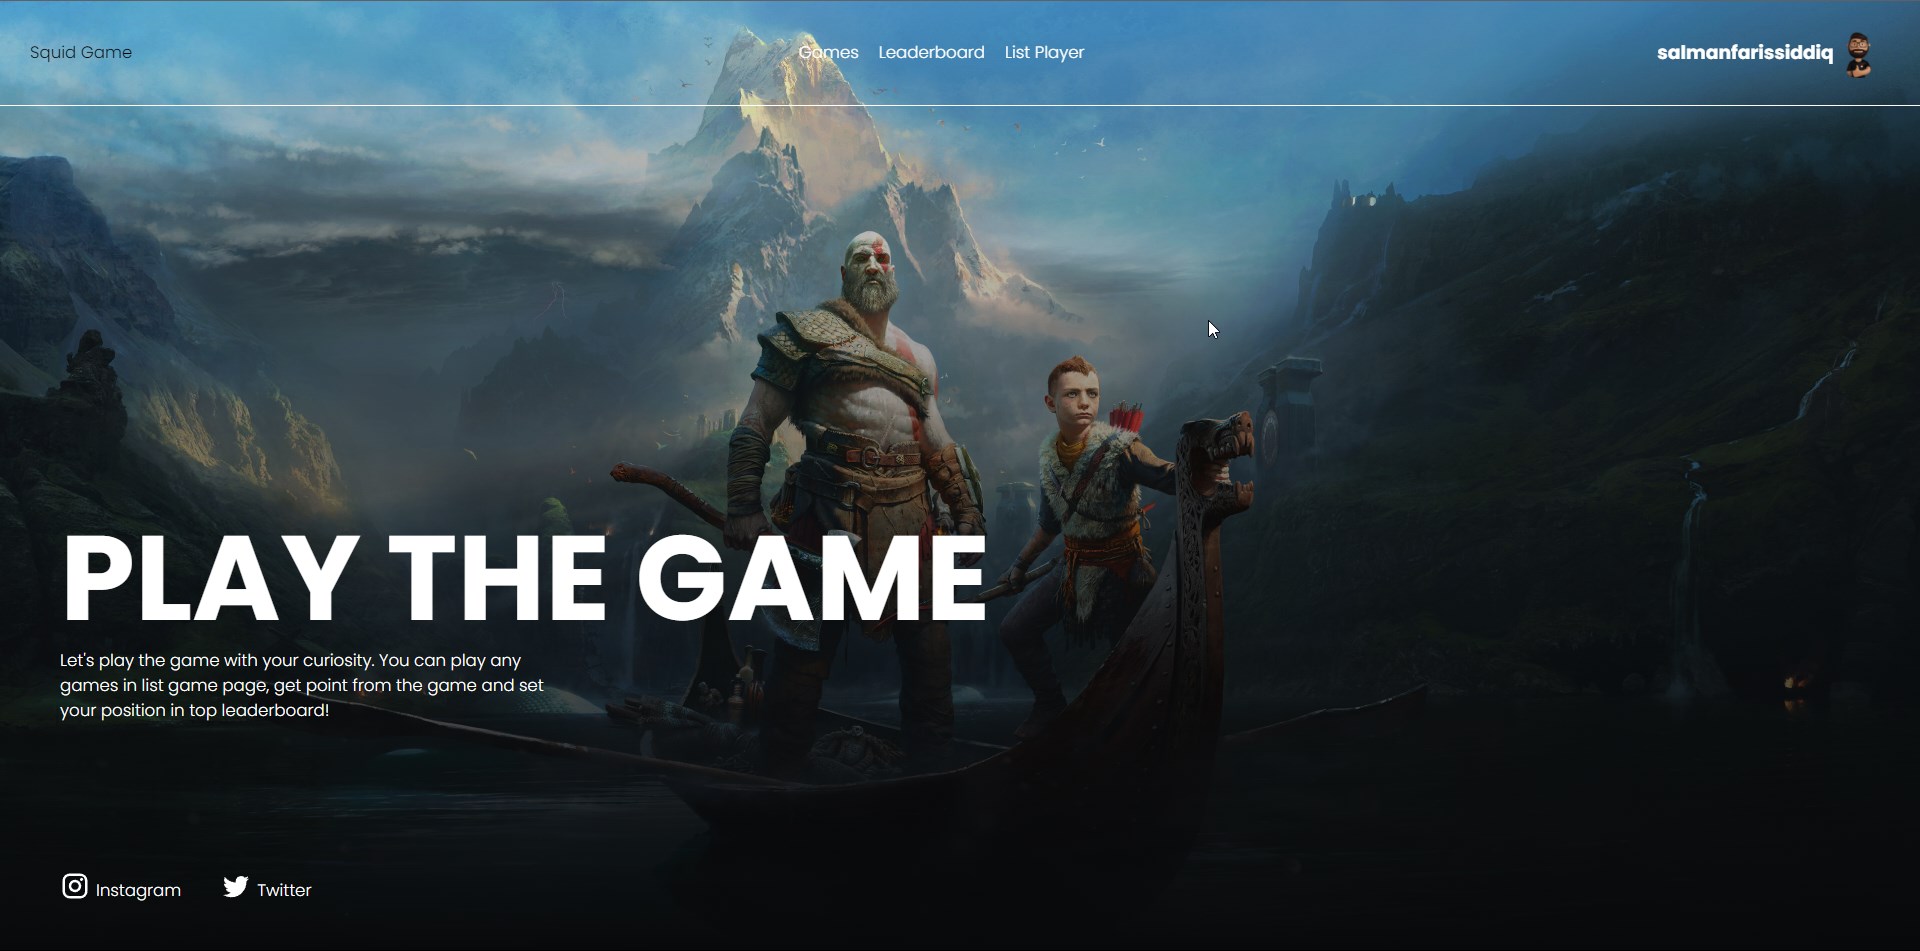 Squid Game
Games Leaderboard List Player
salmanfarissiddiq
PLAY THE GAME
Let's play the game with your curiosity. You can play any
games in list game page, get point from the game and set
your position in top leaderboard!
Instagram Twitter